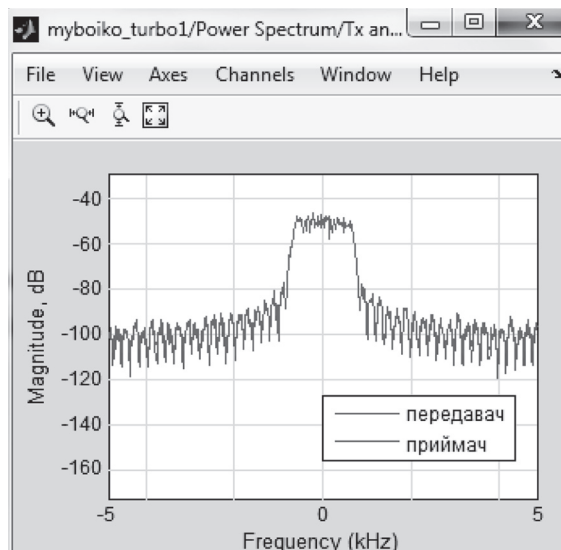 myboiko_turbo1/Power Spectrum/Tx an...
File View Axes Channels Window Help
Magnitude, dB
-40
-60
-80
-100
-120
-140
-160
передавач
приймач
-5 0 5
Frequency (kHz)